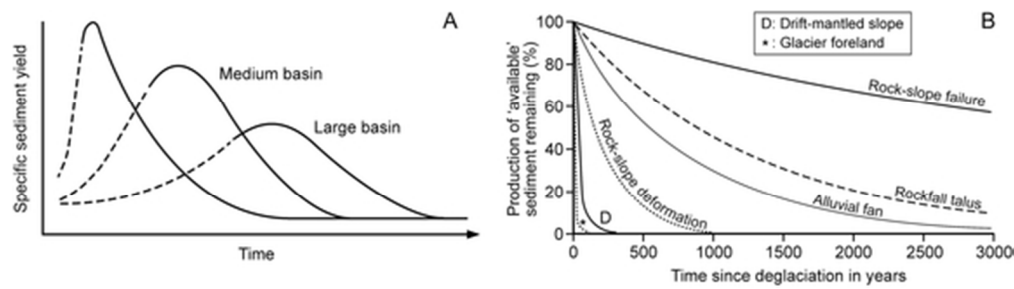 A
Specific sediment yield
Medium basin
Large basin
Time
B
D: Drift-mantled slope
*: Glacier foreland
Production of 'available'
sediment remaining (%)
100
80
60
40
20
0
Rock-slope failure
Rock-slope deformation
Rockfall talus
Alluvial fan
D
*
0 500 1000 1500 2000 2500 3000
Time since deglaciation in years